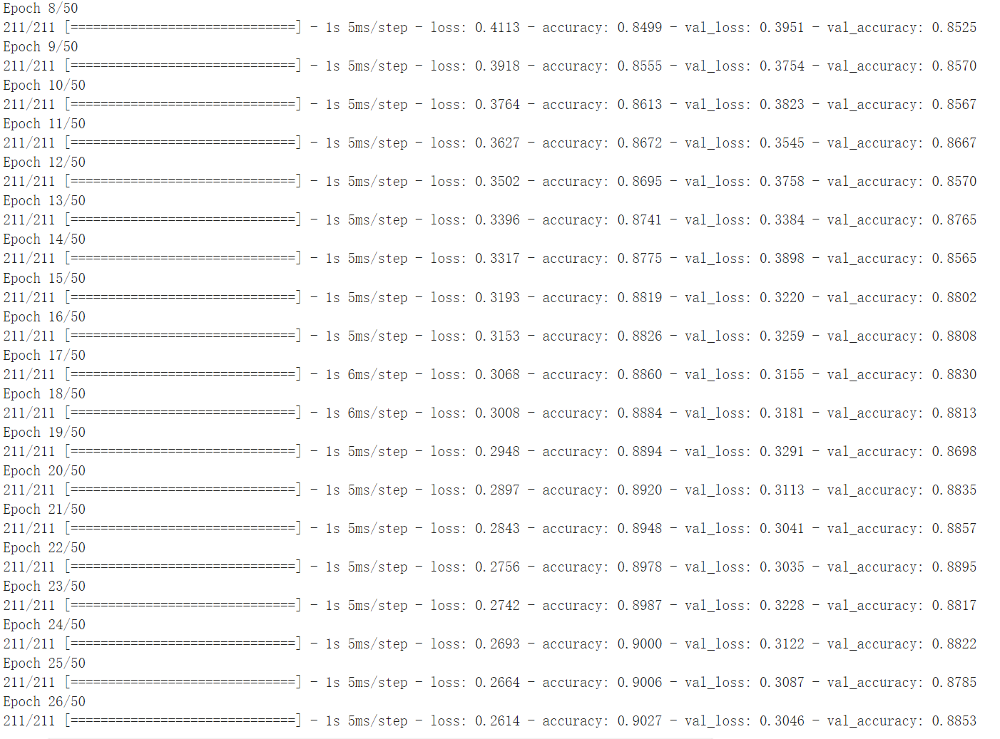 Epoch 8/50
211/211 [==============================] - 1s 5ms/step - loss: 0.4113 - accuracy: 0.8499 - val_loss: 0.3951 - val_accuracy: 0.8525
Epoch 9/50
211/211 [==============================] - 1s 5ms/step - loss: 0.3918 - accuracy: 0.8555 - val_loss: 0.3754 - val_accuracy: 0.8570
Epoch 10/50
211/211 [==============================] - 1s 5ms/step - loss: 0.3764 - accuracy: 0.8613 - val_loss: 0.3823 - val_accuracy: 0.8567
Epoch 11/50
211/211 [==============================] - 1s 5ms/step - loss: 0.3627 - accuracy: 0.8672 - val_loss: 0.3545 - val_accuracy: 0.8667
Epoch 12/50
211/211 [==============================] - 1s 5ms/step - loss: 0.3502 - accuracy: 0.8695 - val_loss: 0.3758 - val_accuracy: 0.8570
Epoch 13/50
211/211 [==============================] - 1s 5ms/step - loss: 0.3396 - accuracy: 0.8741 - val_loss: 0.3384 - val_accuracy: 0.8765
Epoch 14/50
211/211 [==============================] - 1s 5ms/step - loss: 0.3317 - accuracy: 0.8775 - val_loss: 0.3898 - val_accuracy: 0.8565
Epoch 15/50
211/211 [==============================] - 1s 5ms/step - loss: 0.3193 - accuracy: 0.8819 - val_loss: 0.3220 - val_accuracy: 0.8802
Epoch 16/50
211/211 [==============================] - 1s 5ms/step - loss: 0.3153 - accuracy: 0.8826 - val_loss: 0.3259 - val_accuracy: 0.8808
Epoch 17/50
211/211 [==============================] - 1s 6ms/step - loss: 0.3068 - accuracy: 0.8860 - val_loss: 0.3155 - val_accuracy: 0.8830
Epoch 18/50
211/211 [==============================] - 1s 6ms/step - loss: 0.3008 - accuracy: 0.8884 - val_loss: 0.3181 - val_accuracy: 0.8813
Epoch 19/50
211/211 [==============================] - 1s 5ms/step - loss: 0.2948 - accuracy: 0.8894 - val_loss: 0.3291 - val_accuracy: 0.8698
Epoch 20/50
211/211 [==============================] - 1s 5ms/step - loss: 0.2897 - accuracy: 0.8920 - val_loss: 0.3113 - val_accuracy: 0.8835
Epoch 21/50
211/211 [==============================] - 1s 5ms/step - loss: 0.2843 - accuracy: 0.8948 - val_loss: 0.3041 - val_accuracy: 0.8857
Epoch 22/50
211/211 [==============================] - 1s 5ms/step - loss: 0.2756 - accuracy: 0.8978 - val_loss: 0.3035 - val_accuracy: 0.8895
Epoch 23/50
211/211 [==============================] - 1s 5ms/step - loss: 0.2742 - accuracy: 0.8987 - val_loss: 0.3228 - val_accuracy: 0.8817
Epoch 24/50
211/211 [==============================] - 1s 5ms/step - loss: 0.2693 - accuracy: 0.9000 - val_loss: 0.3122 - val_accuracy: 0.8822
Epoch 25/50
211/211 [==============================] - 1s 5ms/step - loss: 0.2664 - accuracy: 0.9006 - val_loss: 0.3087 - val_accuracy: 0.8785
Epoch 26/50
211/211 [==============================] - 1s 5ms/step - loss: 0.2614 - accuracy: 0.9027 - val_loss: 0.3046 - val_accuracy: 0.8853